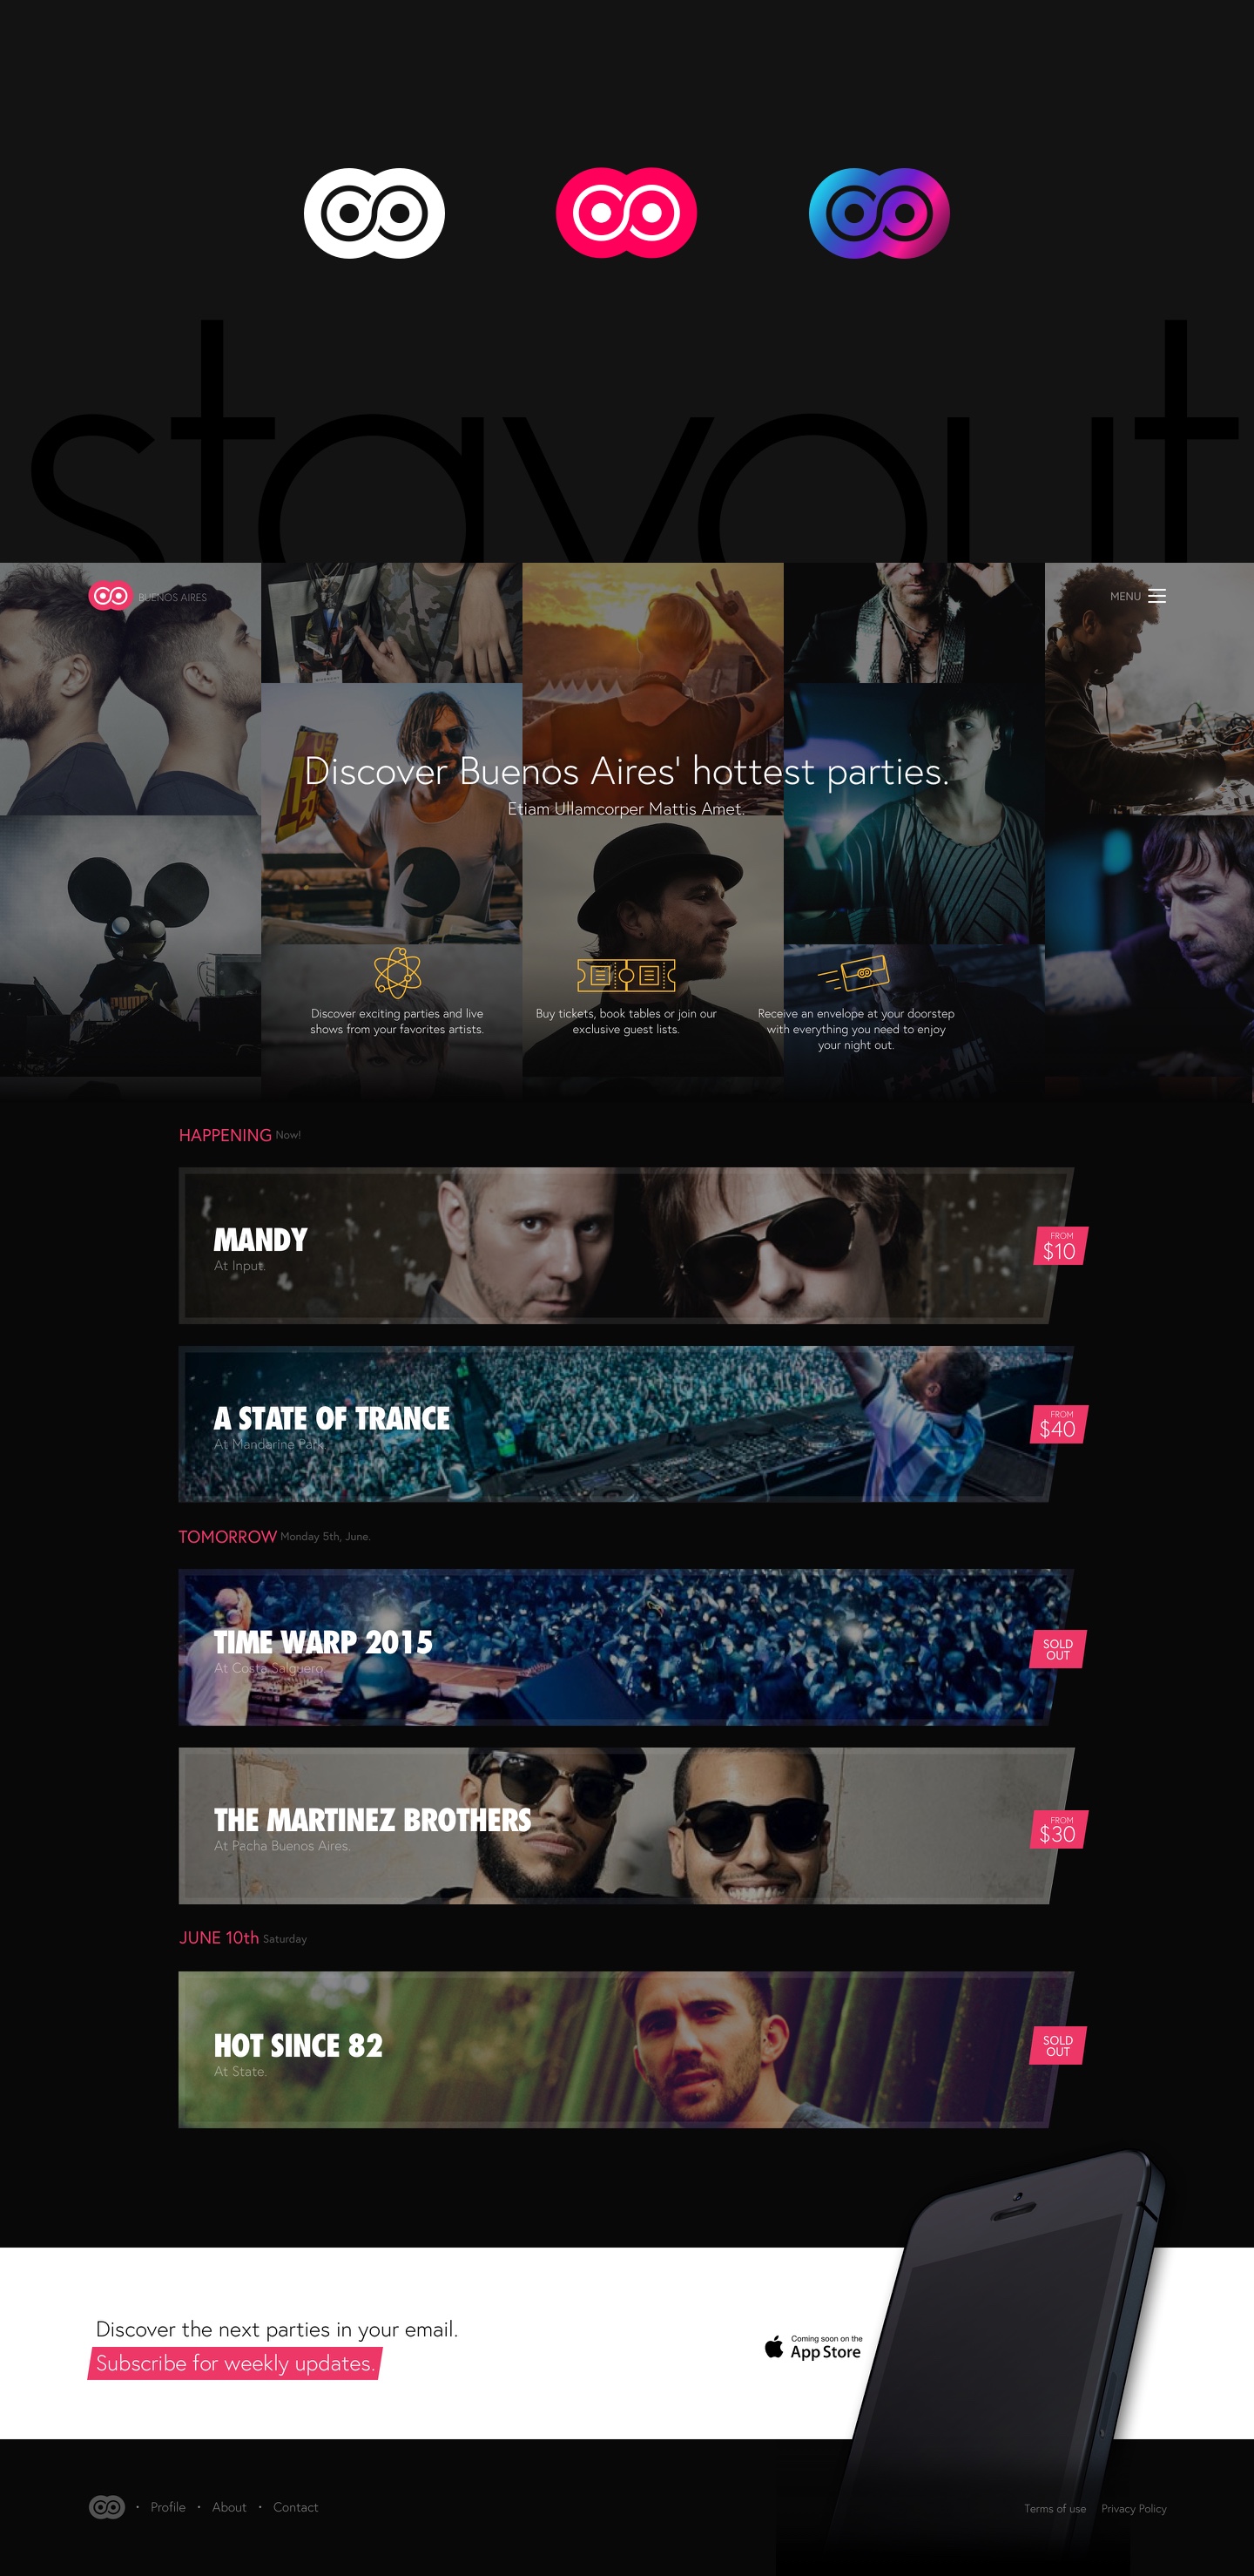 stayout
BUENOS AIRES
MENU
Discover Buenos Aires' hottest parties.
Etiam Ullamcorper Mattis Amet.
Discover exciting parties and live
shows from your favorites artists.
Buy tickets, book tables or join our
exclusive guest lists.
Receive an envelope at your doorstep
with everything you need to enjoy
your night out.
HAPPENING Now!
MANDY
At Input.
FROM
$10
A STATE OF TRANCE
At Mandarina Park.
FROM
$40
TOMORROW Monday 5th, June.
TIME WARP 2015
At Costa Salguero.
SOLD
OUT
THE MARTINEZ BROTHERS
At Pacha Buenos Aires.
FROM
$30
JUNE 10th Saturday
HOT SINCE 82
At State.
SOLD
OUT
Discover the next parties in your email.
Subscribe for weekly updates.
Coming soon on the
App Store
• Profile • About • Contact
Terms of use Privacy Policy